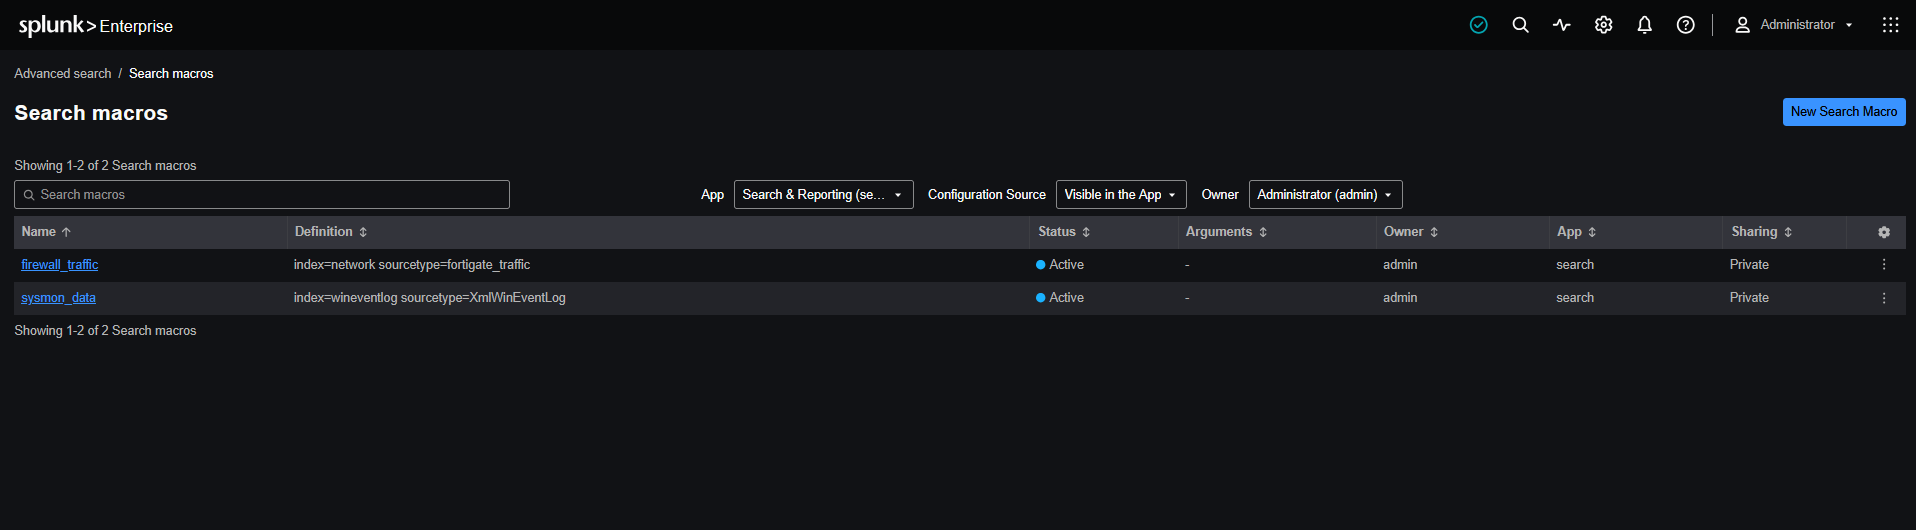 splunk> Enterprise Administrator
Advanced search / Search macros
Search macros New Search Macro
Showing 1-2 of 2 Search macros
Search macros App Search & Reporting (se... Configuration Source Visible in the App Owner Administrator (admin)
Name Definition Status Arguments Owner App Sharing
firewall_traffic index=network sourcetype=fortigate_traffic Active - admin search Private
sysmon_data index=wineventlog sourcetype=XmlWinEventLog Active - admin search Private
Showing 1-2 of 2 Search macros